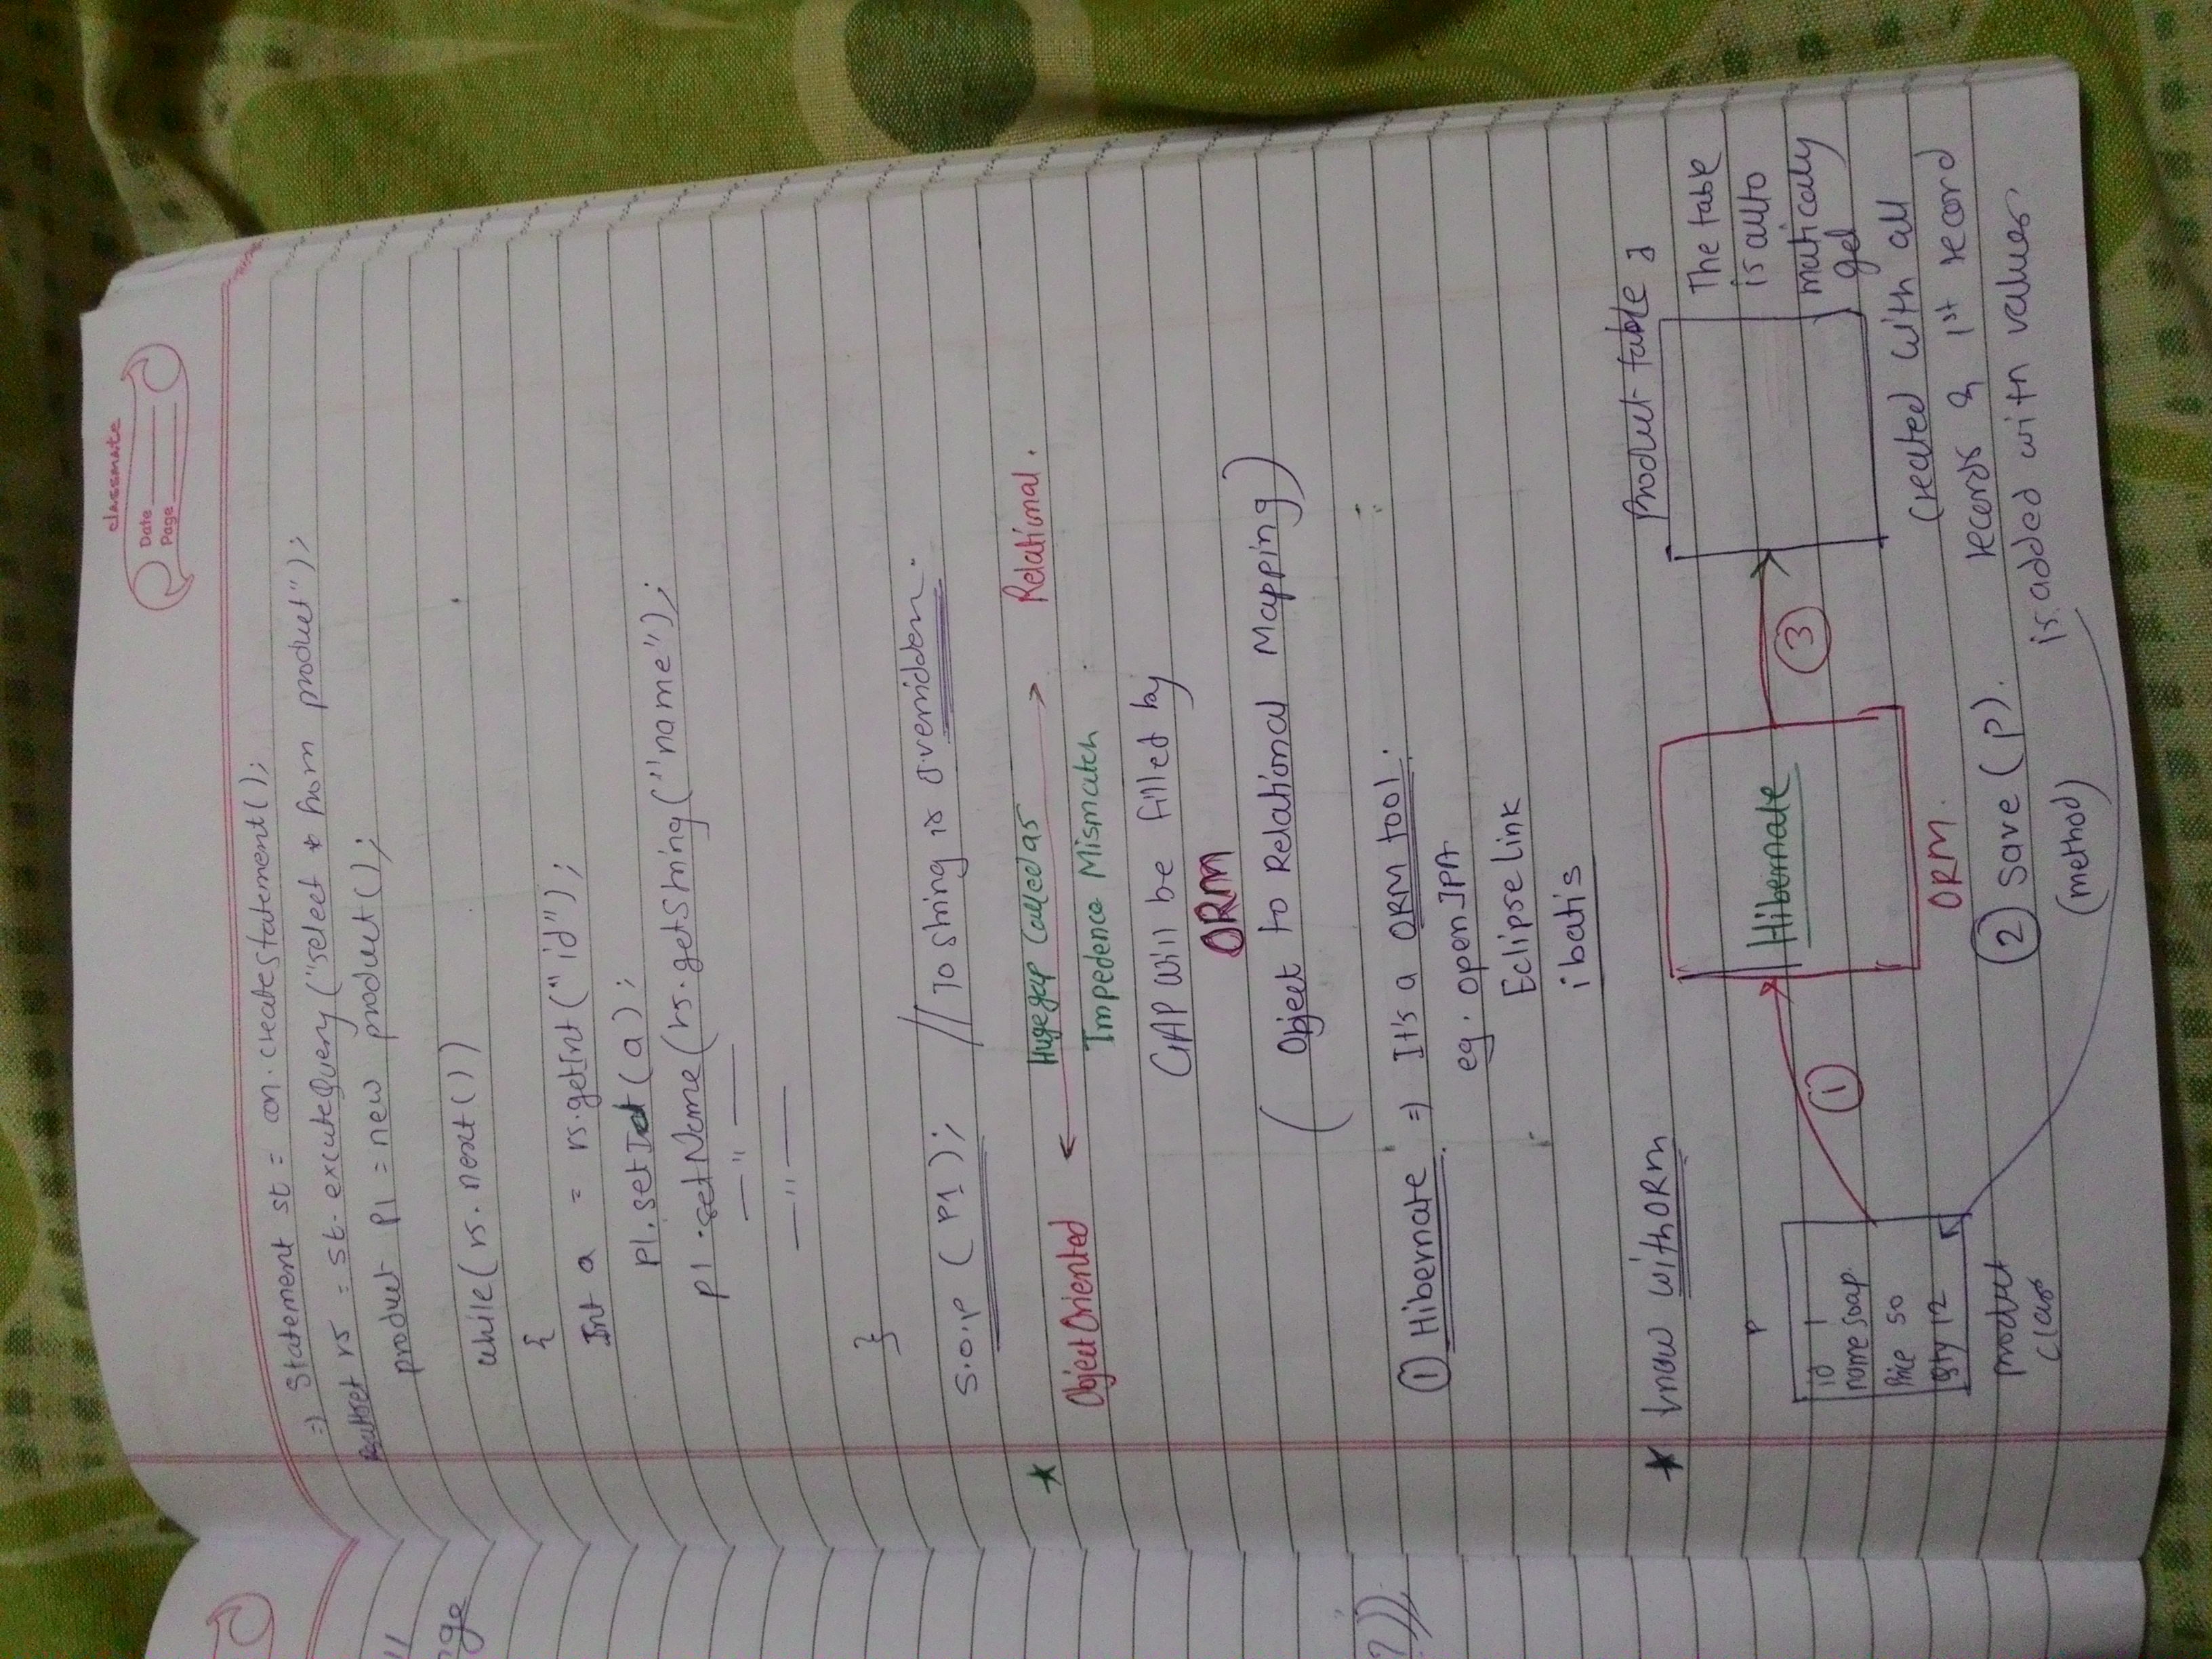 classmate
Date
Page
=) Statement st = con.createStatement();
rs = st.excuteQuery("select * from product");
product p1 = new product();
while(rs.next())
{
Int a = rs.getInt("id");
p1.setId(a);
p1.setName(rs.getString("name");
— " —
— " —
}
S.O.P (P1); // To string is overridden.
Huge gap Called as
Object Oriented Relational.
Impedence Mismatch
GAP will be filled by
ORM
(Object to Relational Mapping)
① Hibernate =) It's a ORM tool.
eg. open JPA
Eclipse link
ibatis
know with ORM
Product table
P
id 1
name soap.
Price 50
Qty 12
product
class
①
Hibernate
ORM.
② save (p).
(method)
③
The table
is auto
matically
get
created with all
records & 1st record
is added with values
nge
?));